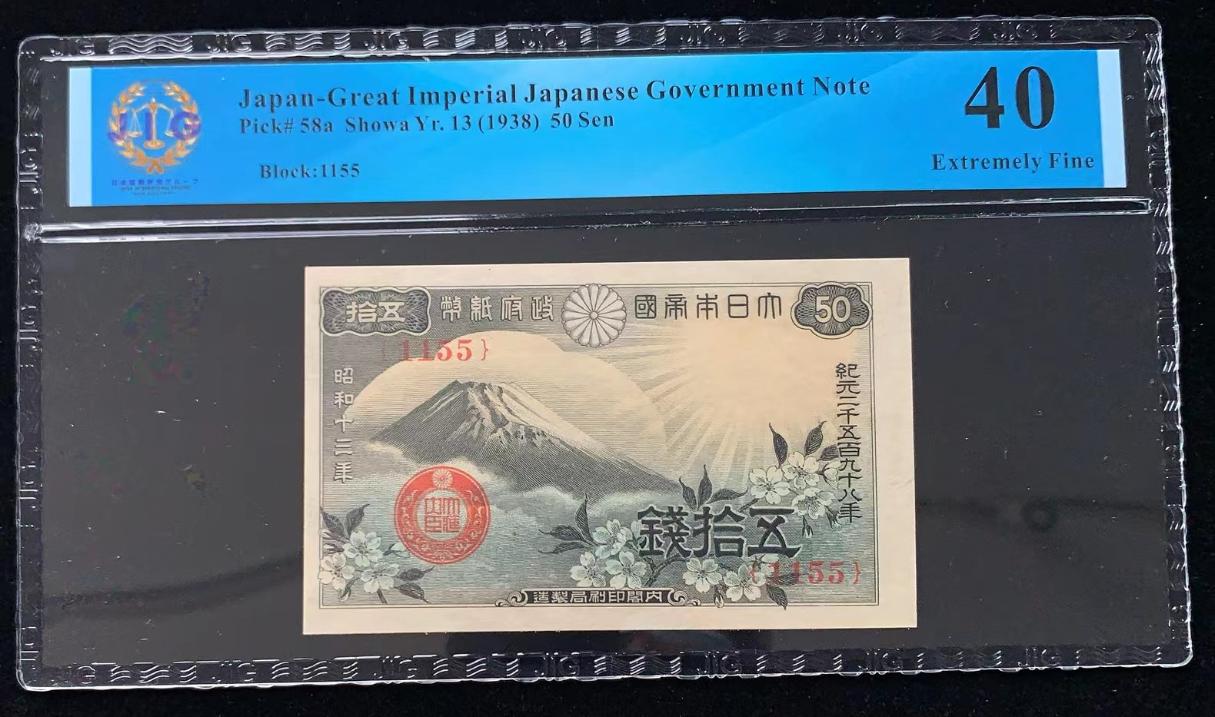 Japan-Great Imperial Japanese Government Note
40
Pick# 58a Showa Yr. 13 (1938) 50 Sen
Extremely Fine
Block:1155
JIG
五拾
大日本帝國
政府紙幣
50
{1155}
昭和十三年
紀元二千五百九十八年
五拾錢
{1155}
内閣印刷局製造